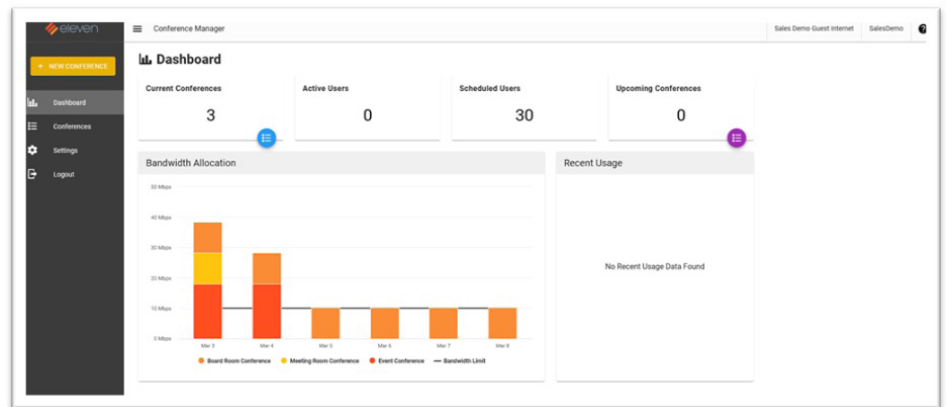 eleven
Conference Manager
Sales Demo Guest Internet
SalesDemo
?
+ NEW CONFERENCE
Dashboard
Conferences
Settings
Logout
Dashboard
Current Conferences
3
Active Users
0
Scheduled Users
30
Upcoming Conferences
0
Bandwidth Allocation
50 Mbps
40 Mbps
30 Mbps
20 Mbps
10 Mbps
0 Mbps
Mar 3
Mar 4
Mar 5
Mar 6
Mar 7
Mar 8
Board Room Conference
Meeting Room Conference
Event Conference
Bandwidth Limit
Recent Usage
No Recent Usage Data Found